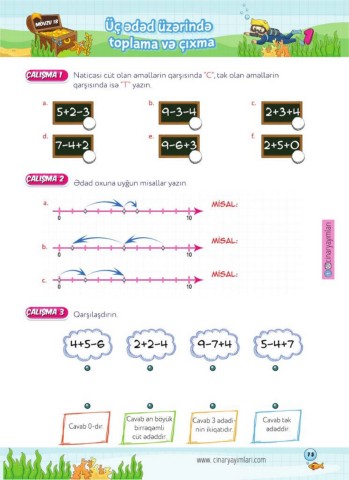 MÖVZU 18
Üç ədəd üzərində
toplama və çıxma
1
ÇALIŞMA 1
Nəticəsi cüt olan əməllərin qarşısında "C", tək olan əməllərin
qarşısında isə "T" yazın.
a. b. c.
5+2-3 9-3-4 2+3+4
d. e. f.
7-4+2 9-6+3 2+5+0
ÇALIŞMA 2
Ədəd oxuna uyğun misallar yazın.
a. MİSAL:
0 10
b. MİSAL:
0 10
c. MİSAL:
0 10
cinaryayimlari
ÇALIŞMA 3
Qarşılaşdırın.
4+5-6 2+2-4 9-7+4 5-4+7
Cavab 0-dır.
Cavab ən böyük
birrəqəmli
cüt ədəddir.
Cavab 3 ədədi-
nin ikiqatıdır.
Cavab tək
ədəddir.
www.cinaryayimlari.com
75